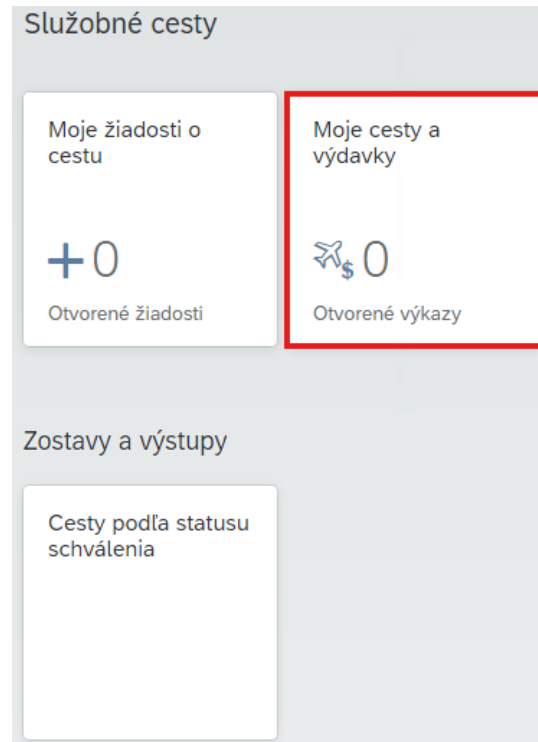 Služobné cesty
Moje žiadosti o
cestu
+ 0
Otvorené žiadosti
Moje cesty a
výdavky
$ 0
Otvorené výkazy
Zostavy a výstupy
Cesty podľa statusu
schválenia